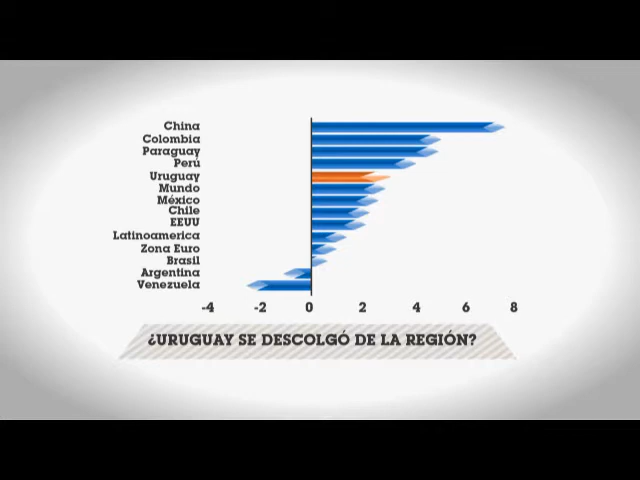 China
Colombia
Paraguay
Perú
Uruguay
Mundo
México
Chile
EEUU
Latinoamerica
Zona Euro
Brasil
Argentina
Venezuela
-4 -2 0 2 4 6 8
¿URUGUAY SE DESCOLGÓ DE LA REGIÓN?